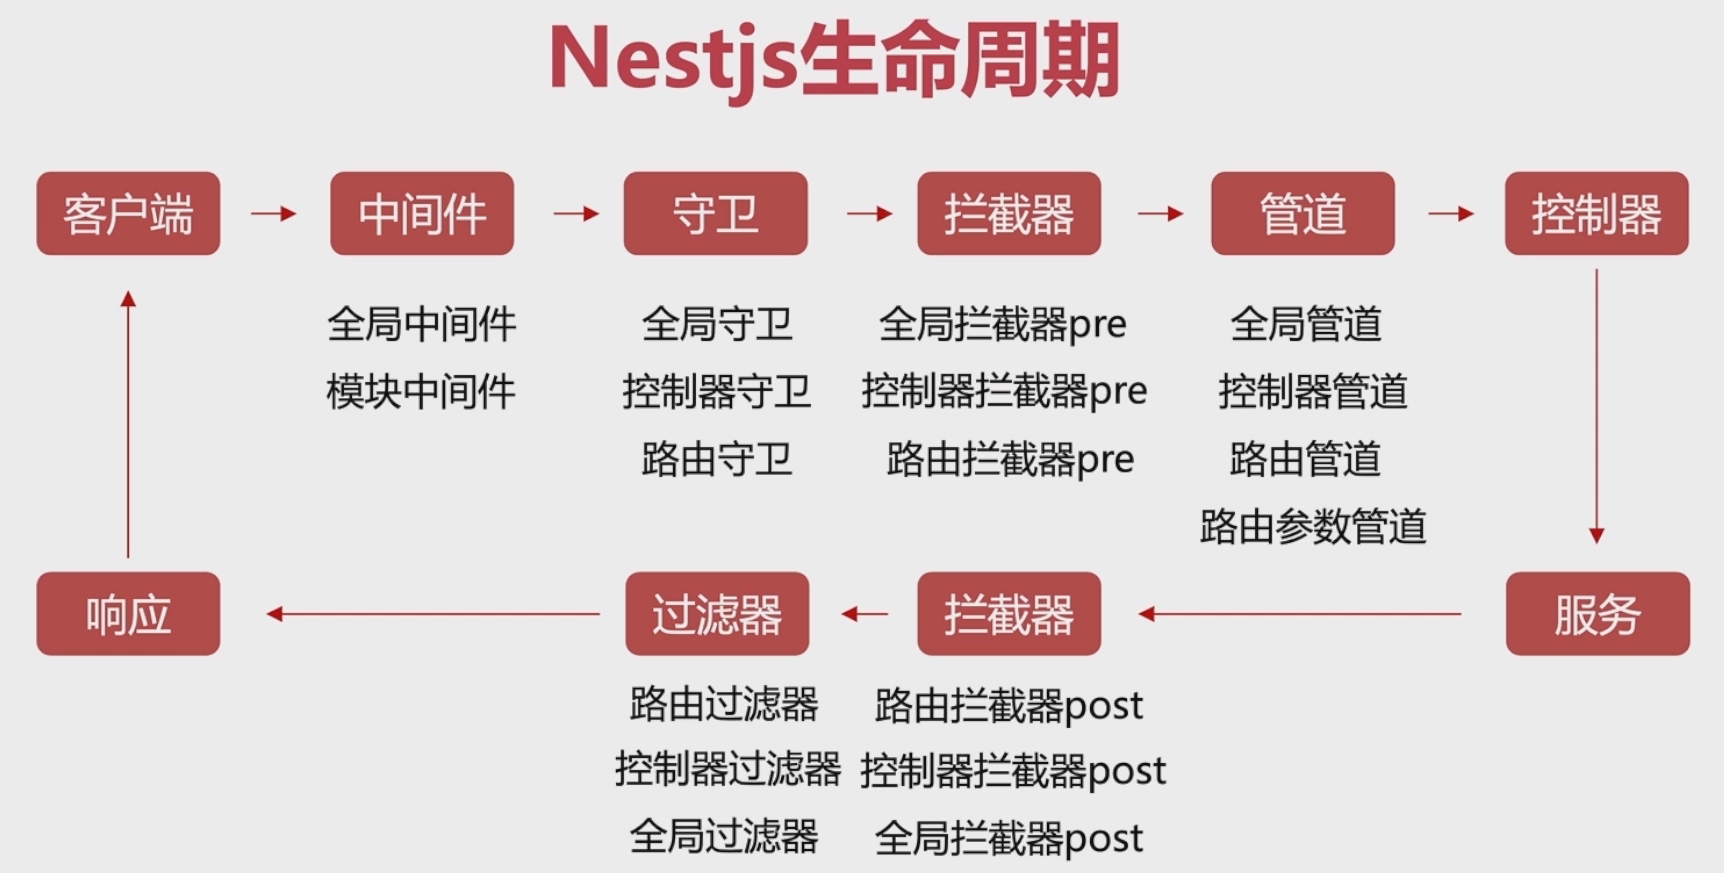 Nestjs生命周期
客户端
中间件
守卫
拦截器
管道
控制器
全局中间件
模块中间件
全局守卫
控制器守卫
路由守卫
全局拦截器pre
控制器拦截器pre
路由拦截器pre
全局管道
控制器管道
路由管道
路由参数管道
响应
过滤器
拦截器
服务
路由过滤器
控制器过滤器
全局过滤器
路由拦截器post
控制器拦截器post
全局拦截器post